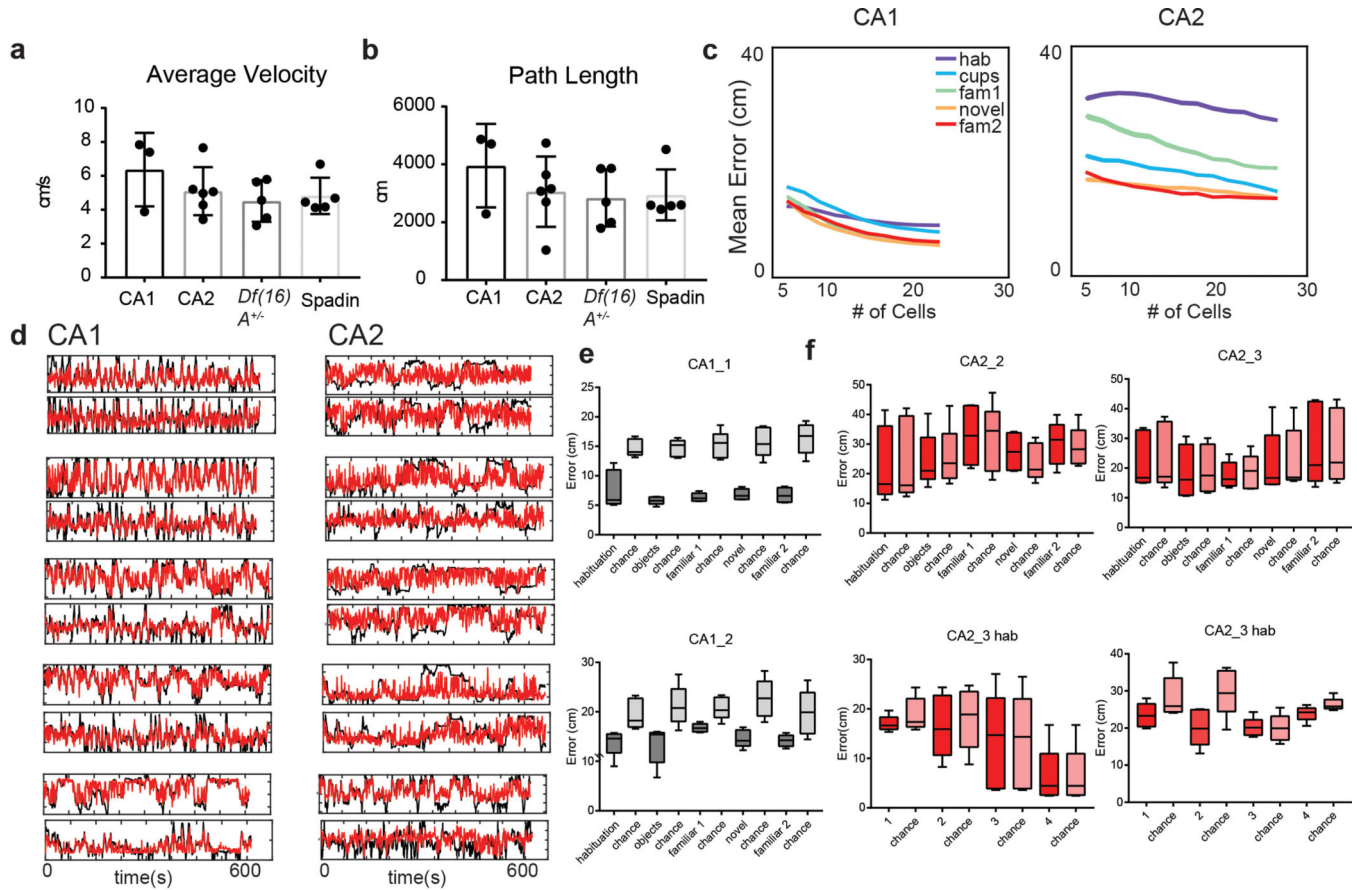 a
Average Velocity
cm/s
10
8
6
4
2
0
CA1
CA2
Df(16)
A+/-
Spadin
b
Path Length
cm
6000
4000
2000
0
CA1
CA2
Df(16)
A+/-
Spadin
c
CA1
Mean Error (cm)
40
0
hab
cups
fam1
novel
fam2
5
10
20
30
# of Cells
CA2
40
0
5
10
20
30
# of Cells
d
CA1
0
600
time(s)
CA2
0
600
time(s)
e
CA1_1
Error (cm)
25
20
15
10
5
0
habituation
chance
objects
chance
familiar 1
chance
novel
chance
familiar 2
chance
CA1_2
Error (cm)
30
20
10
0
habituation
chance
objects
chance
familiar 1
chance
novel
chance
familiar 2
chance
f
CA2_2
Error (cm)
50
40
30
20
10
0
habituation
chance
objects
chance
familiar 1
chance
novel
chance
familiar 2
chance
CA2_3
Error (cm)
50
40
30
20
10
0
habituation
chance
objects
chance
familiar 1
chance
novel
chance
familiar 2
chance
CA2_3 hab
Error(cm)
30
20
10
0
1
chance
2
chance
3
chance
4
chance
CA2_3 hab
Error (cm)
50
40
30
20
10
0
1
chance
2
chance
3
chance
4
chance